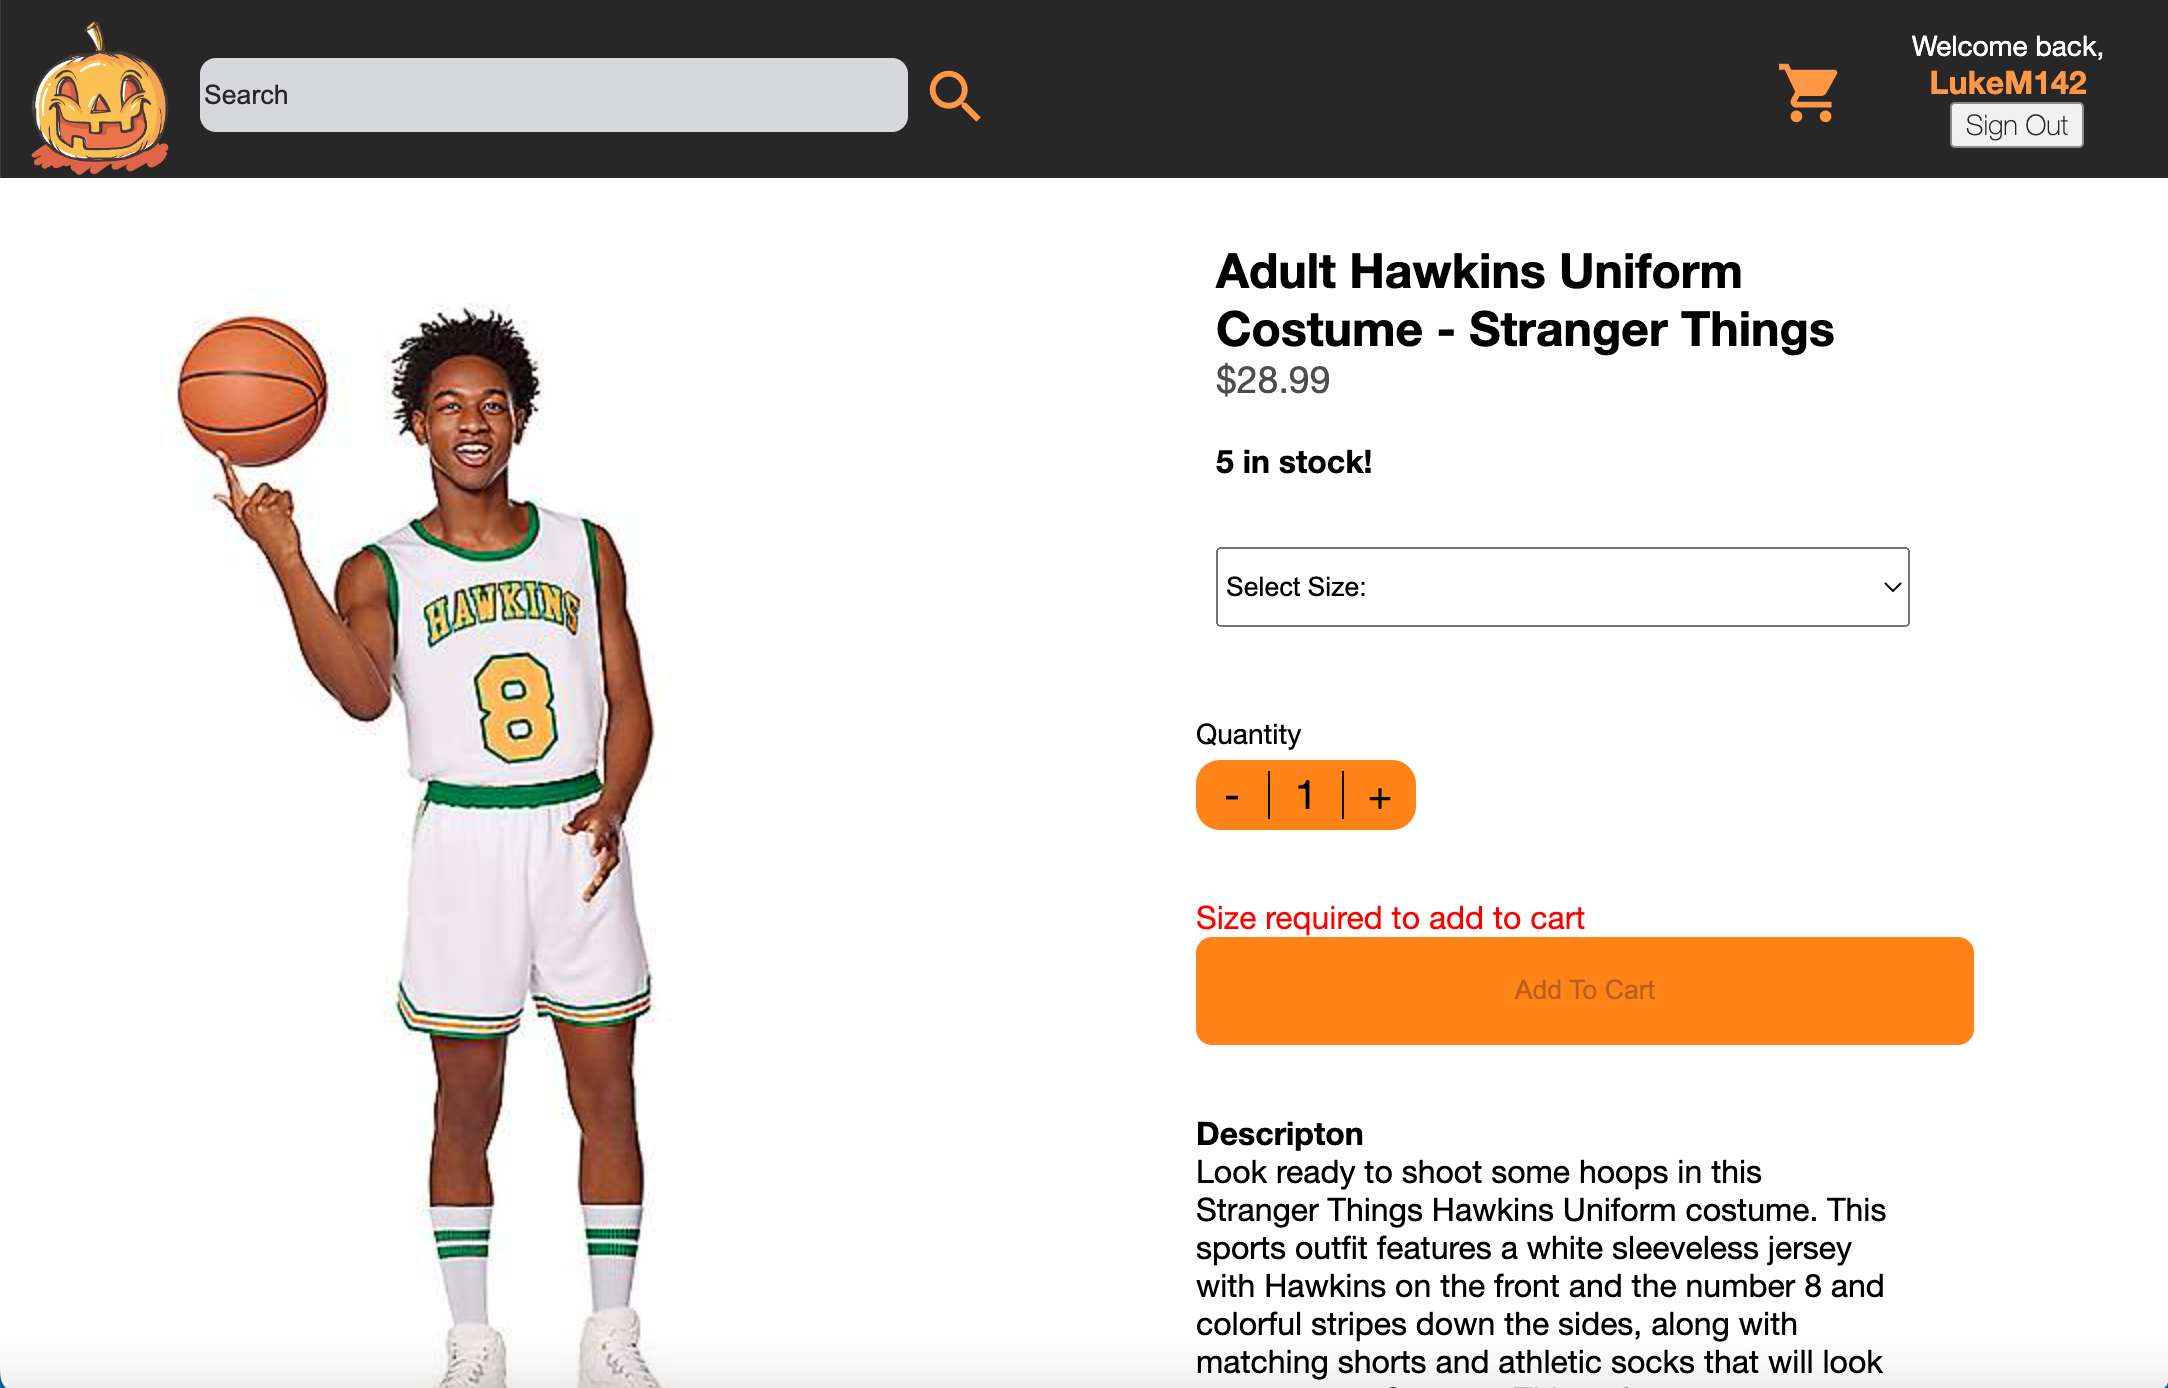 Search
Welcome back,
LukeM142
Sign Out
Adult Hawkins Uniform
Costume - Stranger Things
$28.99
5 in stock!
HAWKINS
8
Select Size:
Quantity
- 1 +
Size required to add to cart
Add To Cart
Descripton
Look ready to shoot some hoops in this
Stranger Things Hawkins Uniform costume. This
sports outfit features a white sleeveless jersey
with Hawkins on the front and the number 8 and
colorful stripes down the sides, along with
matching shorts and athletic socks that will look